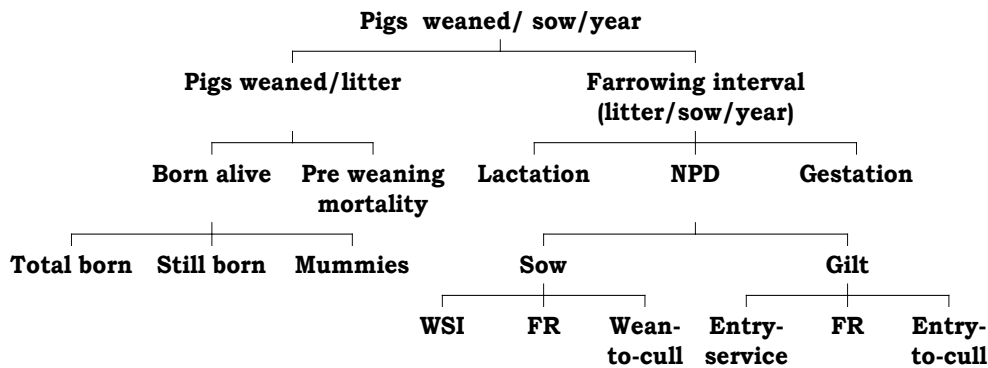 Pigs weaned/ sow/year
Pigs weaned/litter
Farrowing interval
(litter/sow/year)
Born alive
Pre weaning
mortality
Lactation
NPD
Gestation
Total born
Still born
Mummies
Sow
Gilt
WSI
FR
Wean-
to-cull
Entry-
service
FR
Entry-
to-cull